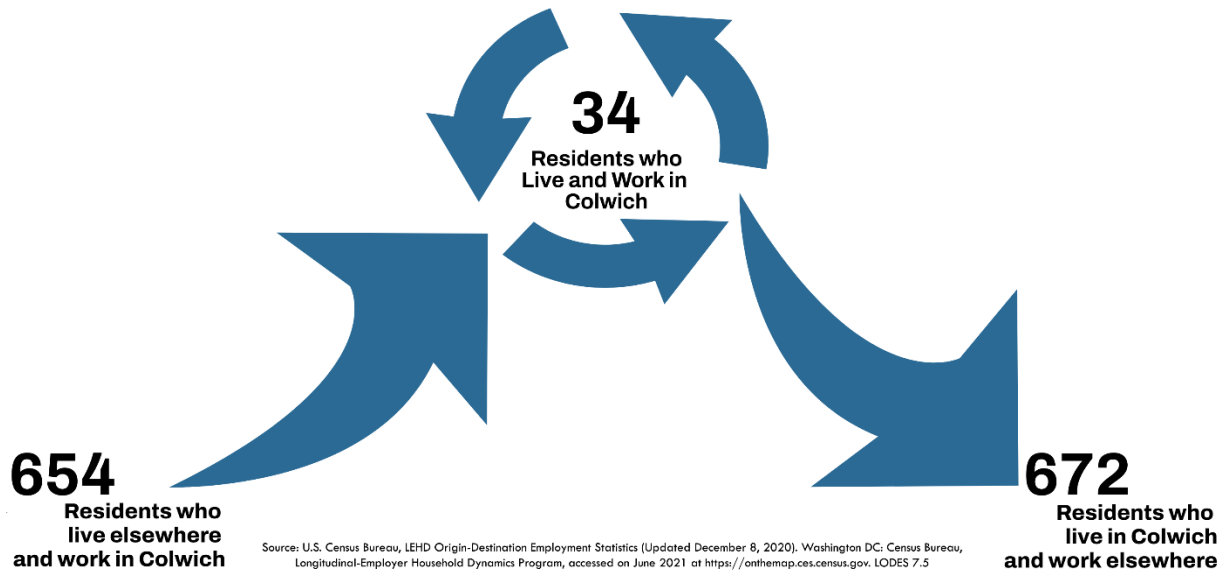 34
Residents who
Live and Work in
Colwich
654
Residents who
live elsewhere
and work in Colwich
672
Residents who
live in Colwich
and work elsewhere
Source: U.S. Census Bureau, LEHD Origin-Destination Employment Statistics (Updated December 8, 2020). Washington DC: Census Bureau,
Longitudinal-Employer Household Dynamics Program, accessed on June 2021 at https://onthemap.ces.census.gov. LODES 7.5